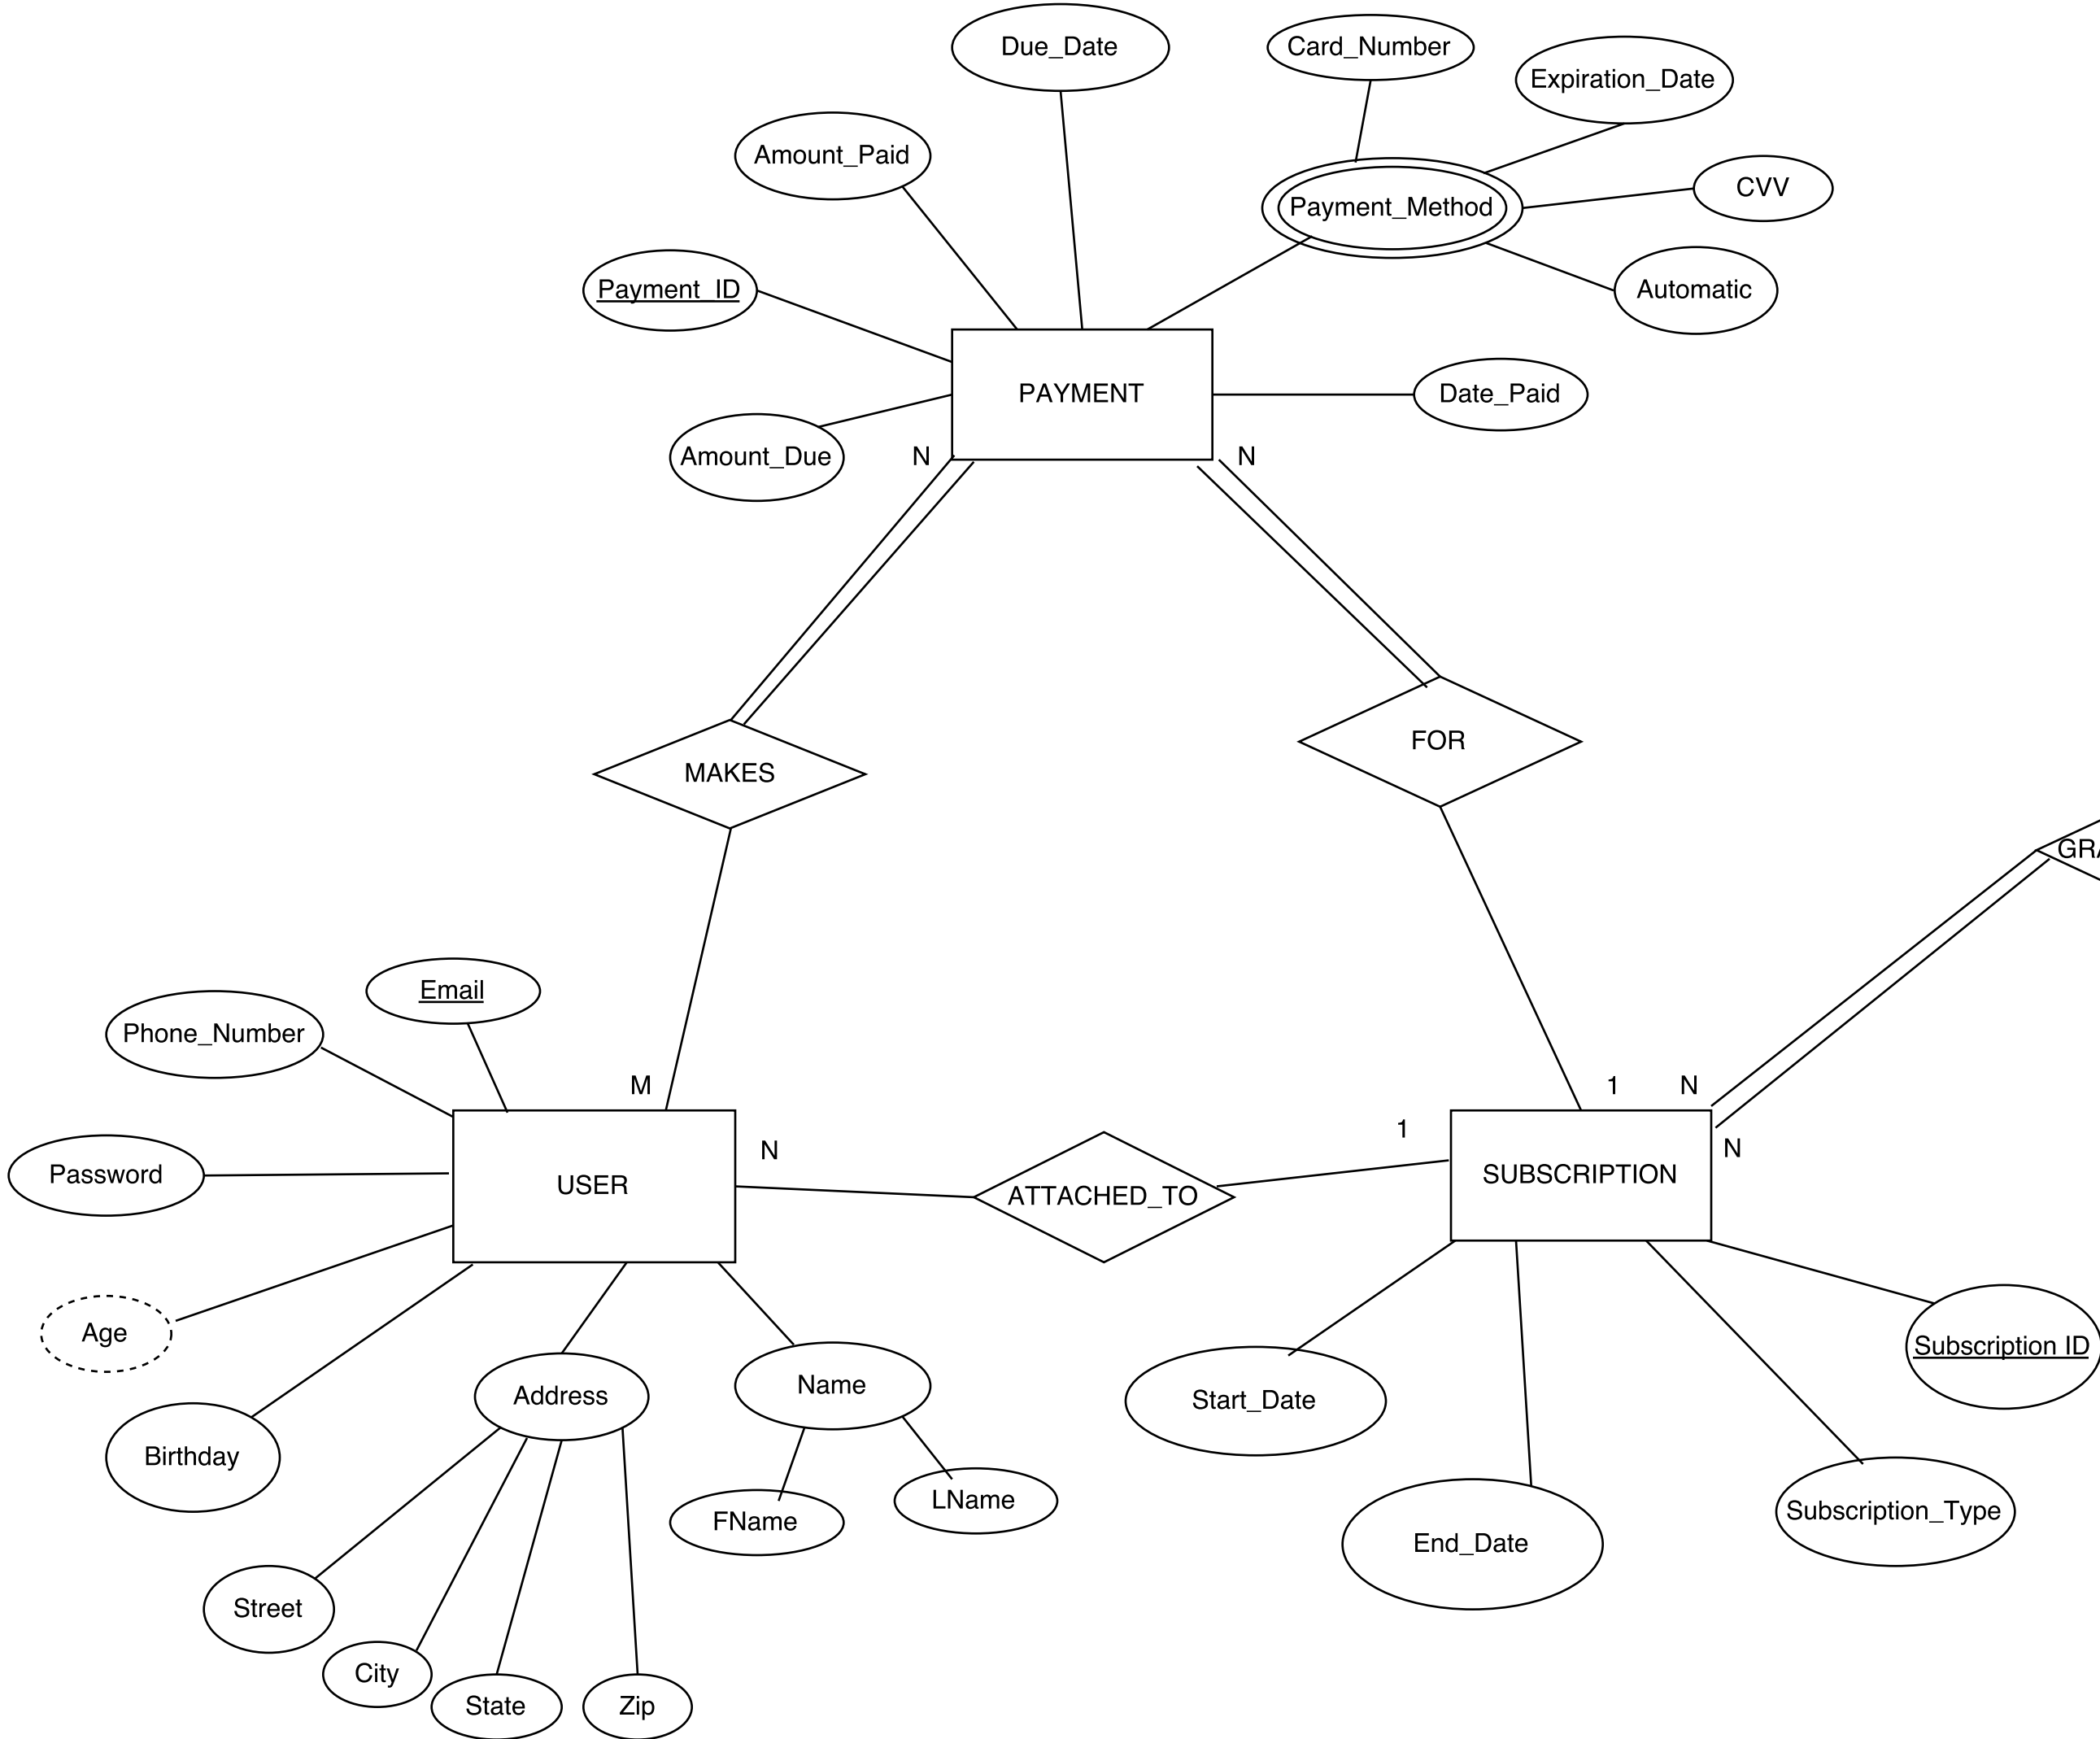 Due_Date
Card_Number
Expiration_Date
Amount_Paid
CVV
Payment_Method
Payment_ID
Automatic
PAYMENT
Date_Paid
Amount_Due
N
N
MAKES
FOR
GRA
Email
Phone_Number
M
1
N
N
1
N
Password
USER
ATTACHED_TO
SUBSCRIPTION
Age
Subscription ID
Name
Address
Start_Date
Birthday
LName
FName
Subscription_Type
End_Date
Street
City
State
Zip